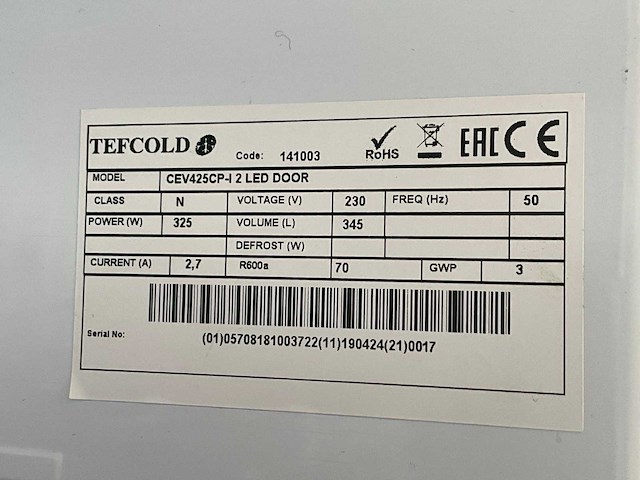 TEFCOLD Code: 141003 RoHS EAC CE
MODEL CEV425CP-I 2 LED DOOR
CLASS N VOLTAGE (V) 230 FREQ (Hz) 50
POWER (W) 325 VOLUME (L) 345
DEFROST (W)
CURRENT (A) 2,7 R600a 70 GWP 3
Serial No:
(01)05708181003722(11)190424(21)0017